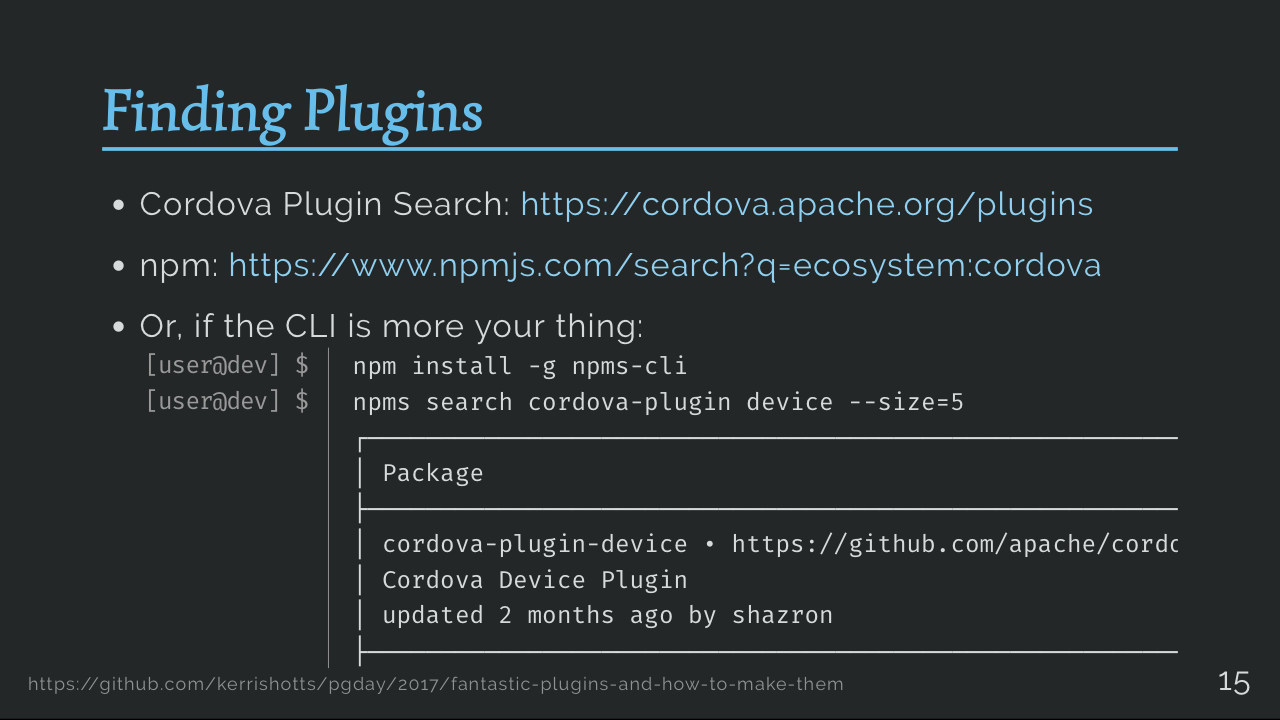 Finding Plugins
• Cordova Plugin Search: https://cordova.apache.org/plugins
• npm: https://www.npmjs.com/search?q=ecosystem:cordova
• Or, if the CLI is more your thing:
[user@dev] $ npm install -g npms-cli
[user@dev] $ npms search cordova-plugin device --size=5
Package
cordova-plugin-device • https://github.com/apache/cordo
Cordova Device Plugin
updated 2 months ago by shazron
https://github.com/kerrishotts/pgday/2017/fantastic-plugins-and-how-to-make-them
15